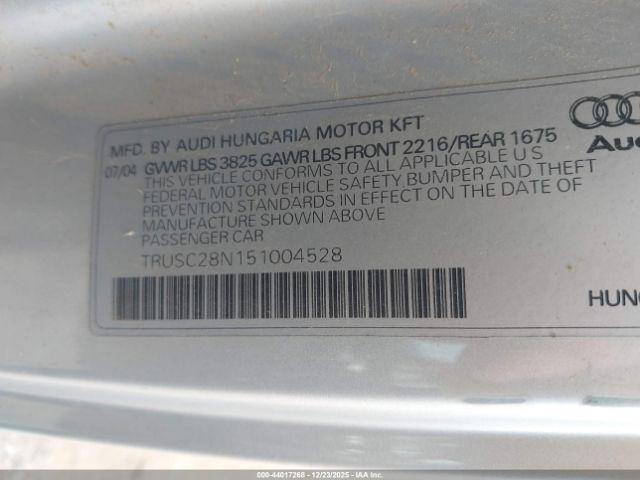 MFD. BY AUDI HUNGARIA MOTOR KFT
07/04 GVWR LBS 3825 GAWR LBS FRONT 2216/REAR 1675
THIS VEHICLE CONFORMS TO ALL APPLICABLE U S
FEDERAL MOTOR VEHICLE SAFETY, BUMPER AND THEFT
PREVENTION STANDARDS IN EFFECT ON THE DATE OF
MANUFACTURE SHOWN ABOVE
PASSENGER CAR
TRUSC28N151004528
000-44017268 - 12/23/2025 - IAAI, Inc.